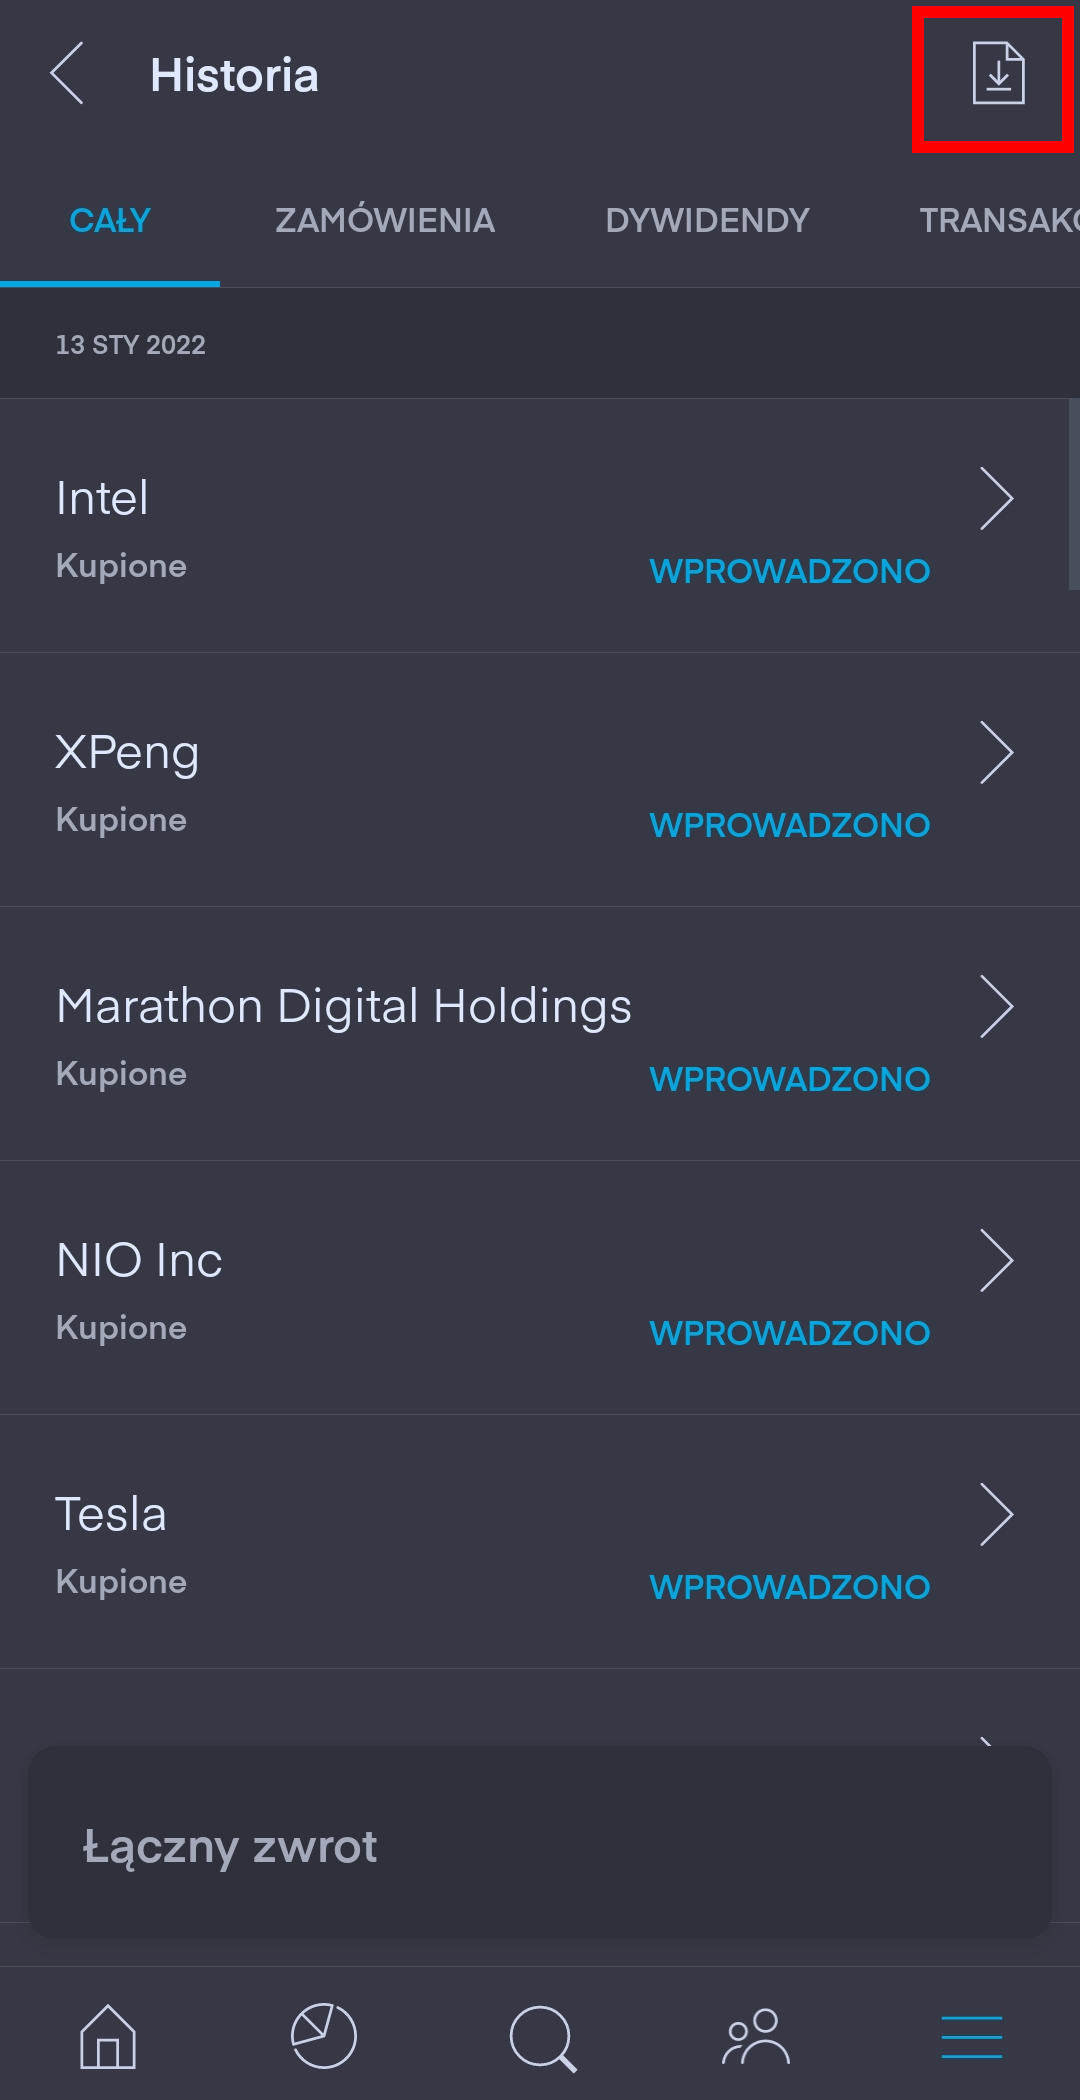 Historia
CAŁY ZAMÓWIENIA DYWIDENDY TRANSAK
13 STY 2022
Intel
Kupione WPROWADZONO
XPeng
Kupione WPROWADZONO
Marathon Digital Holdings
Kupione WPROWADZONO
NIO Inc
Kupione WPROWADZONO
Tesla
Kupione WPROWADZONO
Łączny zwrot